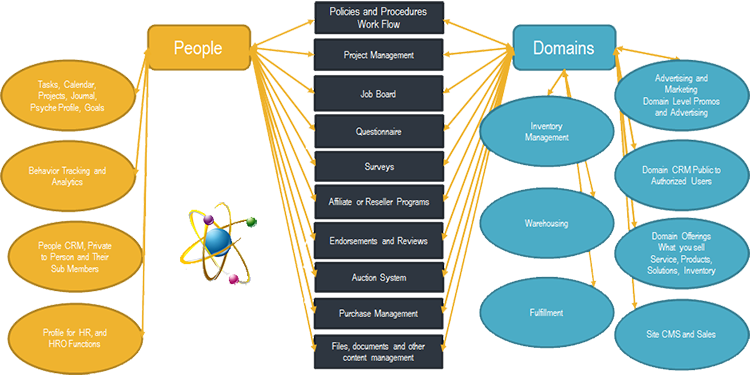 People
Tasks, Calendar,
Projects, Journal,
Psyche Profile, Goals
Behavior Tracking and
Analytics
People CRM, Private
to Person and Their
Sub Members
Profile for HR, and
HRO Functions
Policies and Procedures
Work Flow
Project Management
Job Board
Questionnaire
Surveys
Affiliate or Reseller Programs
Endorsements and Reviews
Auction System
Purchase Management
Files, documents and other
content management
Domains
Inventory
Management
Warehousing
Fulfillment
Advertising and
Marketing
Domain Level Promos
and Advertising
Domain CRM Public to
Authorized Users
Domain Offerings
What you sell
Service, Products,
Solutions, Inventory
Site CMS and Sales